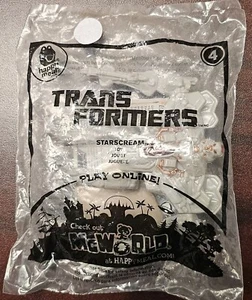 happy meal
4
TRANS
FORMERS
STARSCREAM
PLAY ONLINE!
Check out
McWORLD
at HAPPYMEAL.COM!